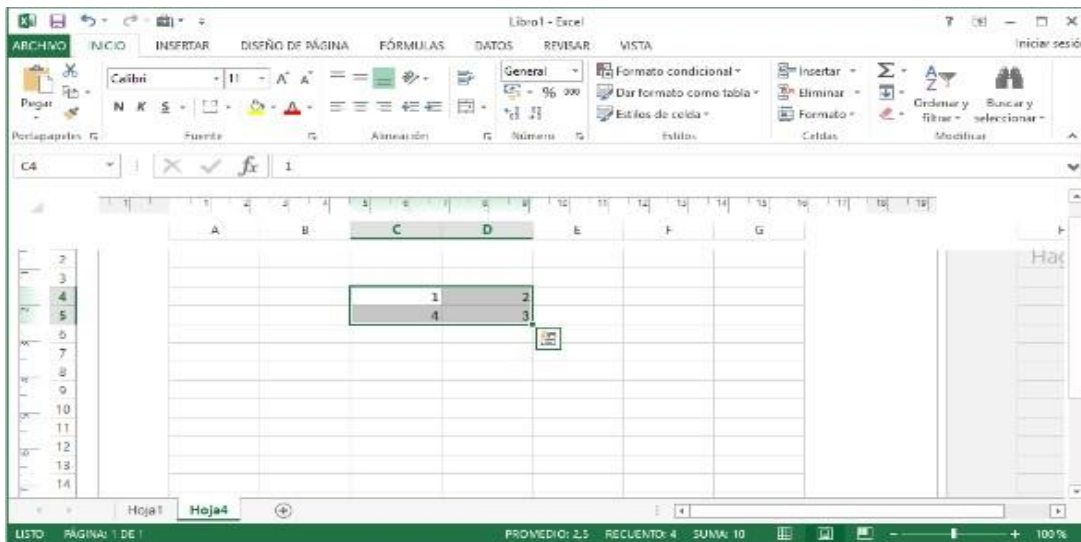 Libro1 - Excel
ARCHIVO INICIO INSERTAR DISEÑO DE PÁGINA FÓRMULAS DATOS REVISAR VISTA Iniciar sesió
Calibri 11 General Formato condicional Insertar
Pegar N K S % 000 Dar formato como tabla Eliminar Ordenar y Buscar y
Estilos de celda Formato filtrar seleccionar
Portapapeles Fuente Alineación Número Estilos Celdas Modificar
C4 fx 1
A B C D E F G
2 Hag
3
4 1 2
5 4 3
6
7
8
9
10
11
12
13
14
Hoja1 Hoja4
LISTO PÁGINA: 1 DE 1 PROMEDIO: 2,5 RECUENTO: 4 SUMA: 10 100 %